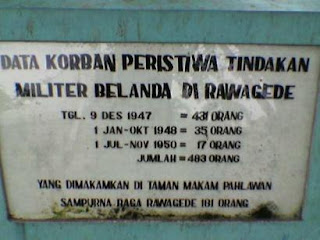 DATA KORBAN PERISTIWA TINDAKAN
MILITER BELANDA DI RAWAGEDE
TGL. 9 DES 1947 = 431 ORANG
1 JAN-OKT 1948 = 35 ORANG
1 JUL-NOV 1950 = 17 ORANG
JUMLAH = 483 ORANG
YANG DIMAKAMKAN DI TAMAN MAKAM PAHLAWAN
SAMPURNA RAGA RAWAGEDE 181 ORANG